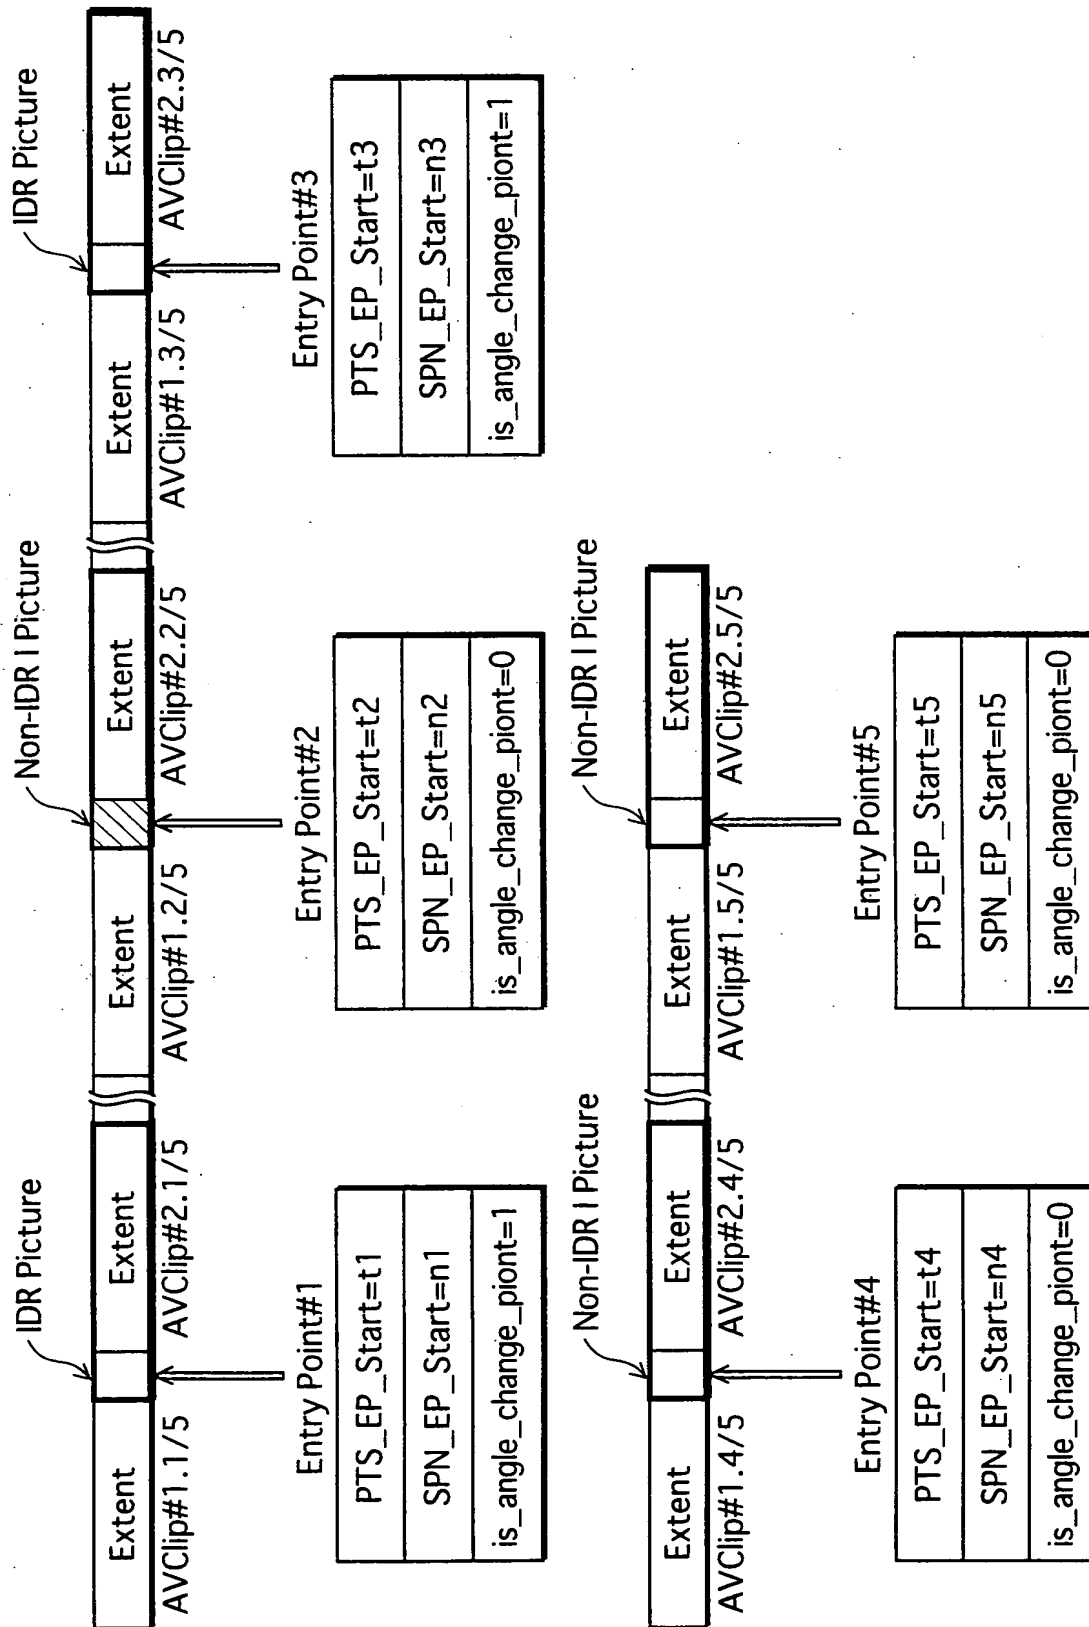 IDR Picture
Non-IDR I Picture
IDR Picture
Extent
Extent
Extent
Extent
Extent
Extent
AVClip#1.1/5
AVClip#2.1/5
AVClip#1.2/5
AVClip#2.2/5
AVClip#1.3/5
AVClip#2.3/5
Entry Point#1
PTS_EP_Start=t1
SPN_EP_Start=n1
is_angle_change_piont=1
Entry Point#2
PTS_EP_Start=t2
SPN_EP_Start=n2
is_angle_change_piont=0
Entry Point#3
PTS_EP_Start=t3
SPN_EP_Start=n3
is_angle_change_piont=1
Non-IDR I Picture
Non-IDR I Picture
Extent
Extent
Extent
Extent
AVClip#1.4/5
AVClip#2.4/5
AVClip#1.5/5
AVClip#2.5/5
Entry Point#4
PTS_EP_Start=t4
SPN_EP_Start=n4
is_angle_change_piont=0
Entry Point#5
PTS_EP_Start=t5
SPN_EP_Start=n5
is_angle_change_piont=0